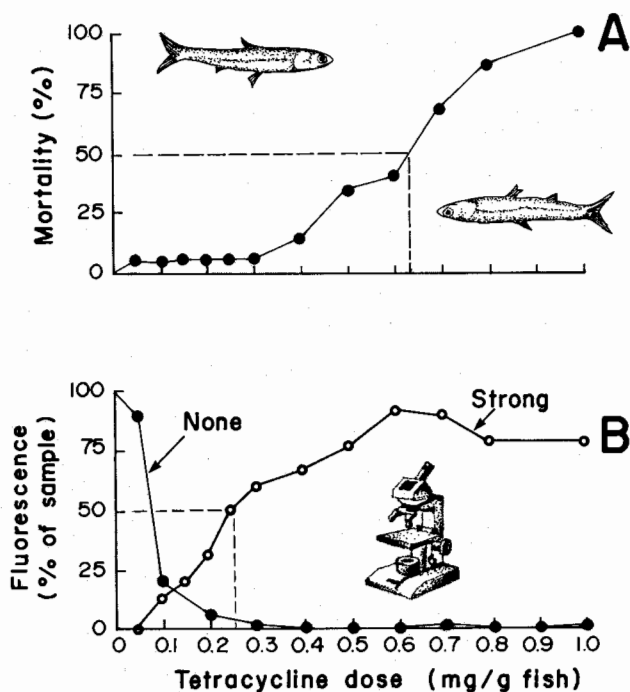 A
Mortality (%)
100
75
50
25
0
B
Fluorescence
(% of sample)
100
75
50
25
0
None
Strong
0 0.1 0.2 0.3 0.4 0.5 0.6 0.7 0.8 0.9 1.0
Tetracycline dose (mg/g fish)